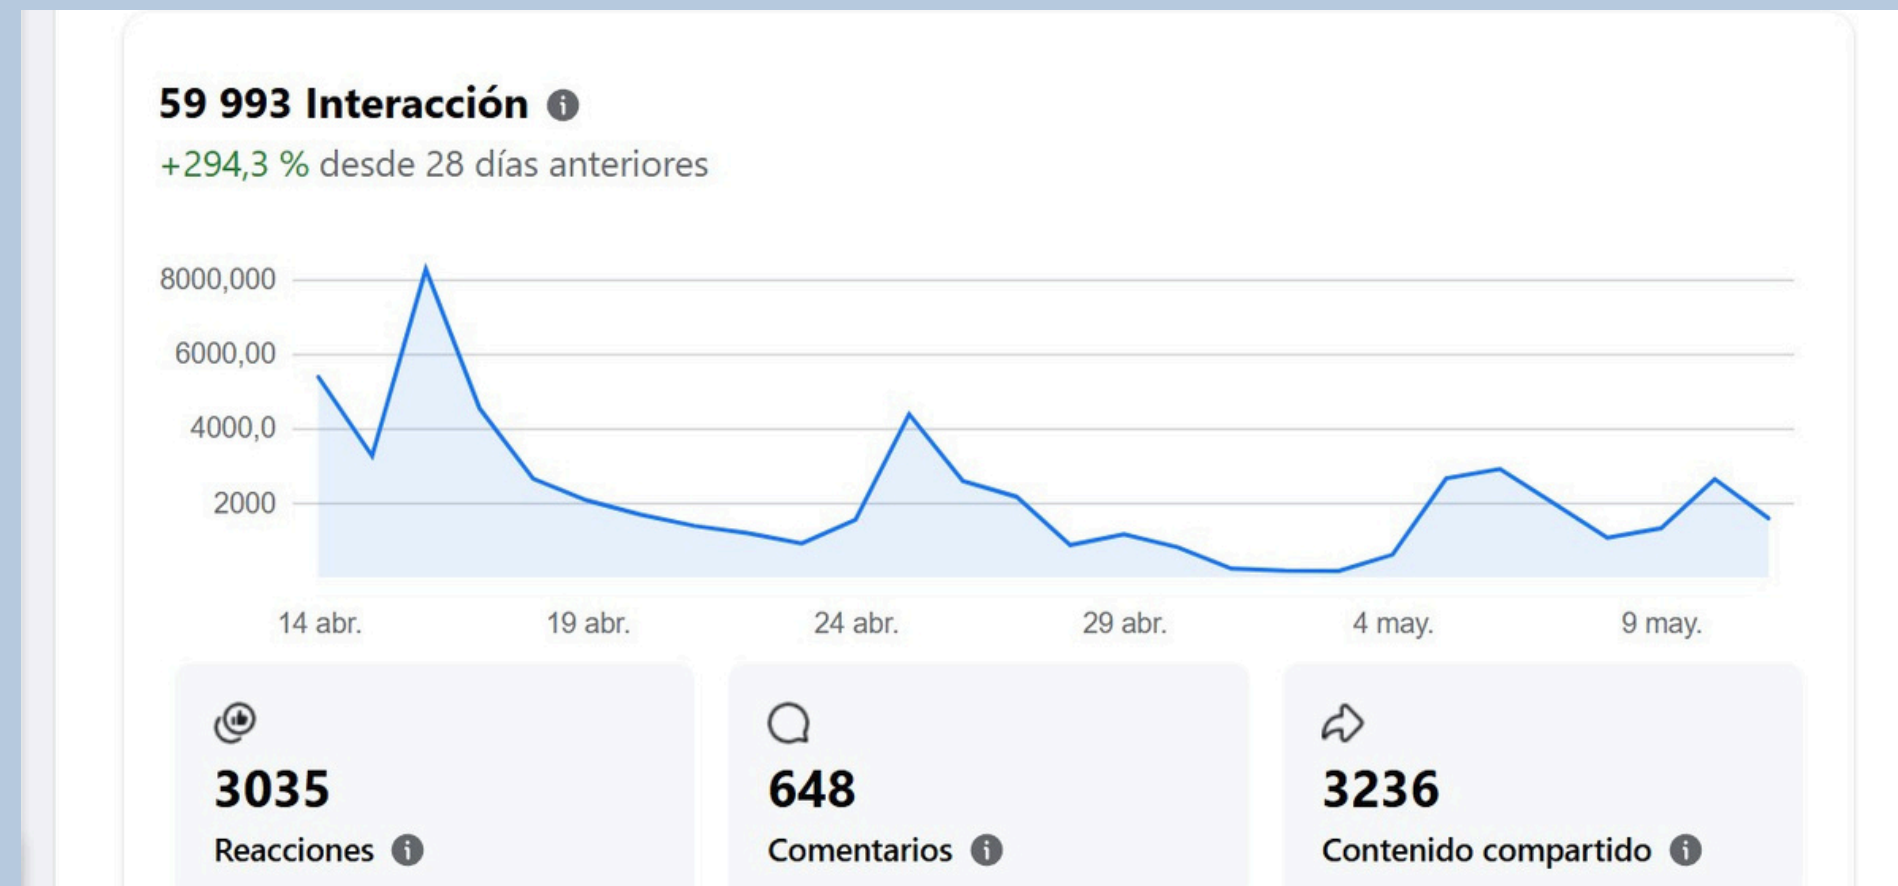 59 993 Interacción
+294,3 % desde 28 días anteriores
8000,000
6000,00
4000,0
2000
14 abr. 19 abr. 24 abr. 29 abr. 4 may. 9 may.
3035 648 3236
Reacciones Comentarios Contenido compartido